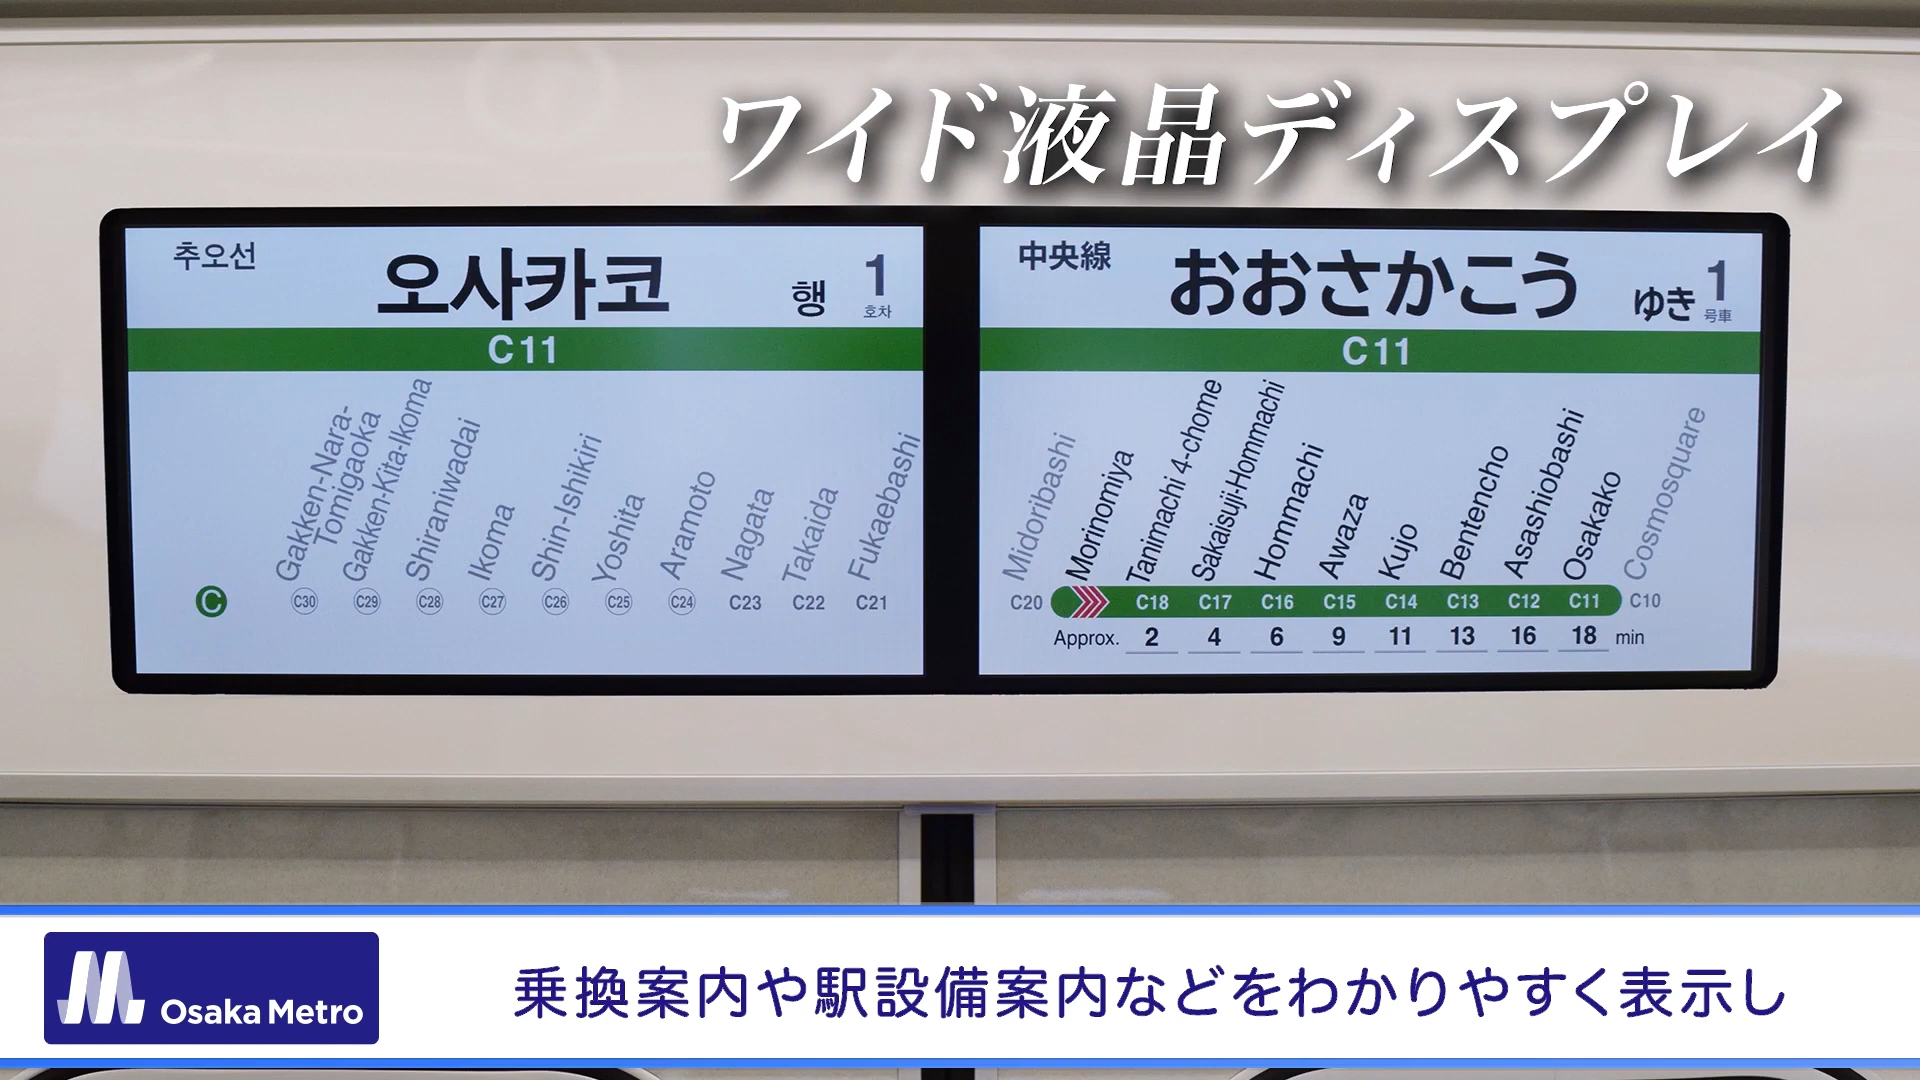 ワイド液晶ディスプレイ
추오선
오사카코
행
1
호차
C11
Gakken-Nara-
Tomigaoka
Gakken-Kita-Ikoma
Shiraniwadai
Ikoma
Shin-Ishikiri
Yoshita
Aramoto
Nagata
Takaida
Fukaebashi
C
C30 C29 C28 C27 C26 C25 C24 C23 C22 C21
中央線
おおさかこう
ゆき
1
号車
C11
Midoribashi
Morinomiya
Tanimachi 4-chome
Sakaisuji-Hommachi
Hommachi
Awaza
Kujo
Bentencho
Asashiobashi
Osakako
Cosmosquare
C20 C18 C17 C16 C15 C14 C13 C12 C11 C10
Approx. 2 4 6 9 11 13 16 18 min
Osaka Metro
乗換案内や駅設備案内などをわかりやすく表示し